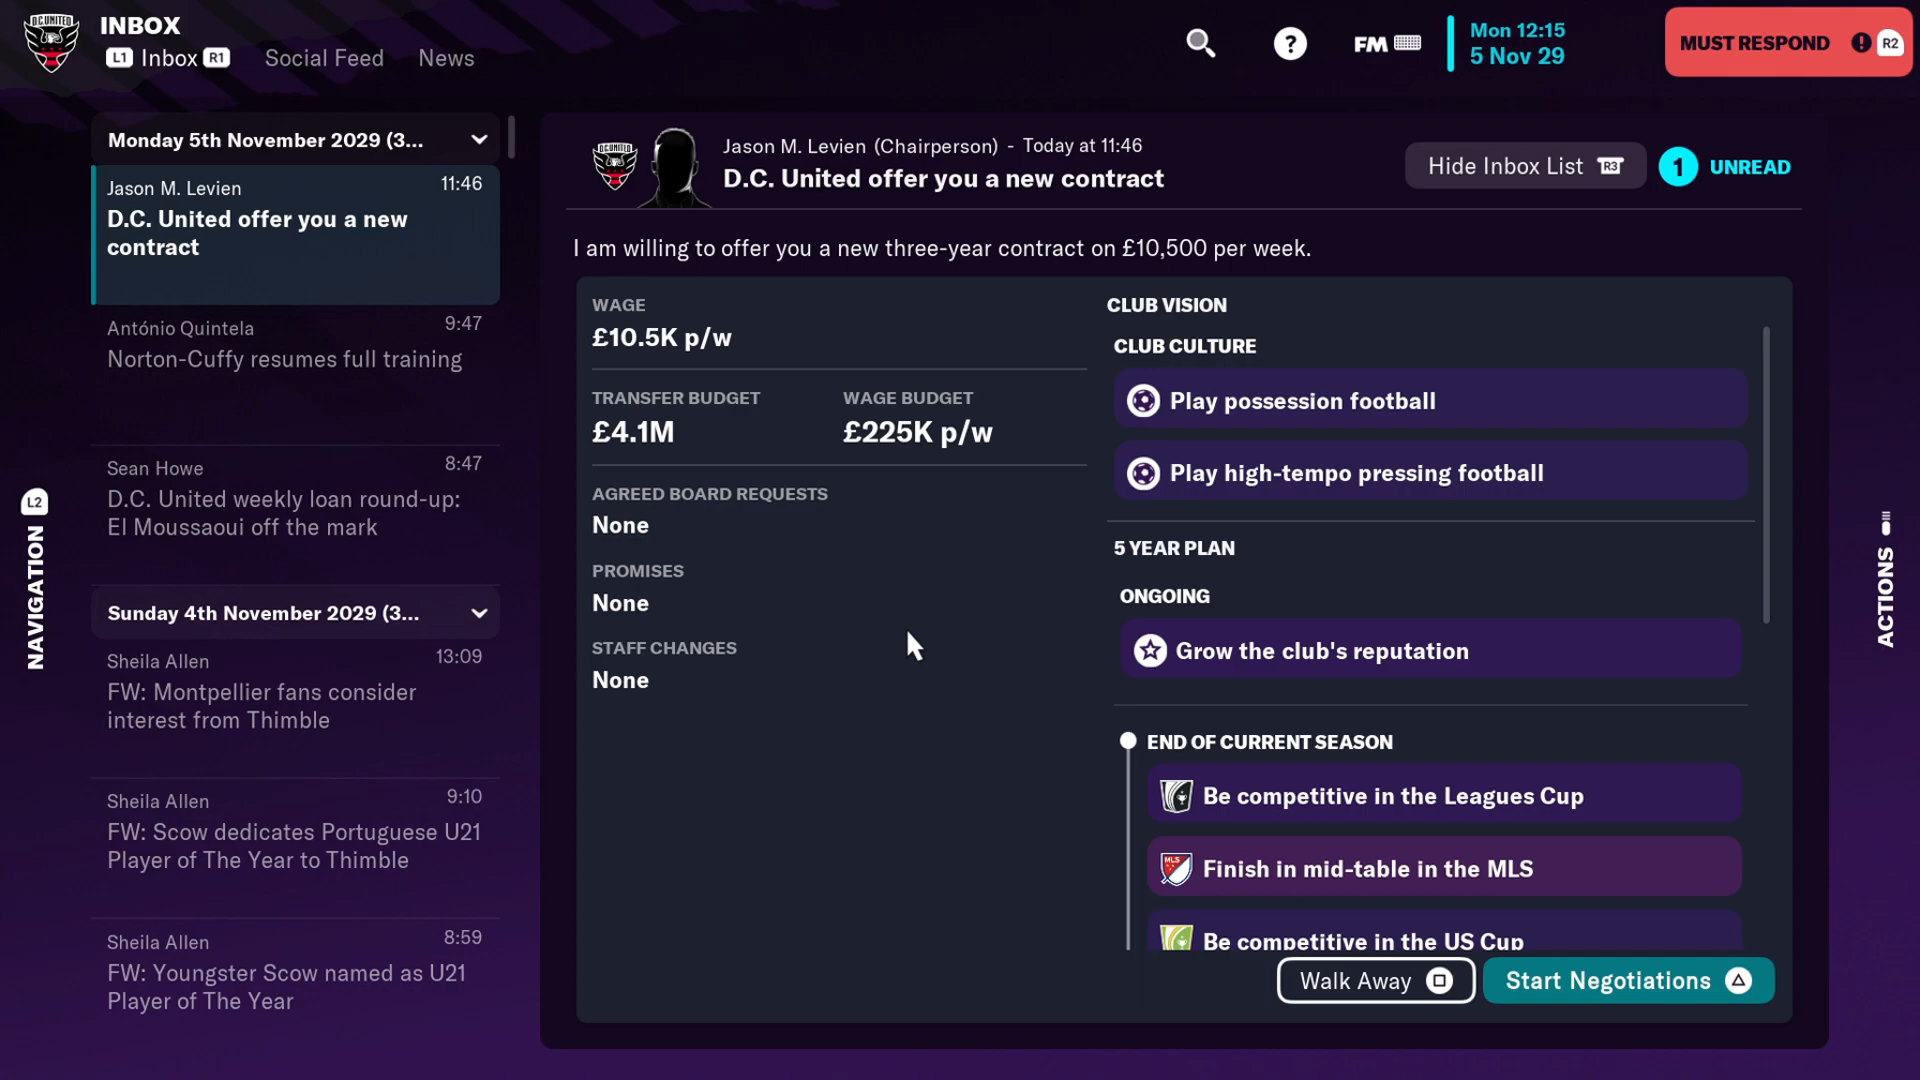 D.C.UNITED
INBOX
L1 Inbox R1 Social Feed News
? FM Mon 12:15
5 Nov 29
MUST RESPOND ! R2
Monday 5th November 2029 (3...
Jason M. Levien 11:46
D.C. United offer you a new
contract
António Quintela 9:47
Norton-Cuffy resumes full training
Sean Howe 8:47
D.C. United weekly loan round-up:
El Moussaoui off the mark
Sunday 4th November 2029 (3...
Sheila Allen 13:09
FW: Montpellier fans consider
interest from Thimble
Sheila Allen 9:10
FW: Scow dedicates Portuguese U21
Player of The Year to Thimble
Sheila Allen 8:59
FW: Youngster Scow named as U21
Player of The Year
L2
NAVIGATION
D.C.UNITED
Jason M. Levien (Chairperson) - Today at 11:46
D.C. United offer you a new contract
Hide Inbox List R3
1 UNREAD
I am willing to offer you a new three-year contract on £10,500 per week.
WAGE
£10.5K p/w
TRANSFER BUDGET WAGE BUDGET
£4.1M £225K p/w
AGREED BOARD REQUESTS
None
PROMISES
None
STAFF CHANGES
None
CLUB VISION
CLUB CULTURE
Play possession football
Play high-tempo pressing football
5 YEAR PLAN
ONGOING
Grow the club's reputation
END OF CURRENT SEASON
Be competitive in the Leagues Cup
MLS Finish in mid-table in the MLS
Be competitive in the US Cup
Walk Away
Start Negotiations
ACTIONS